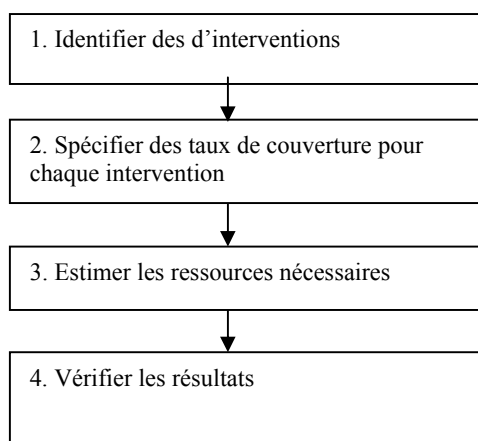 1. Identifier des d’interventions
2. Spécifier des taux de couverture pour
chaque intervention
3. Estimer les ressources nécessaires
4. Vérifier les résultats